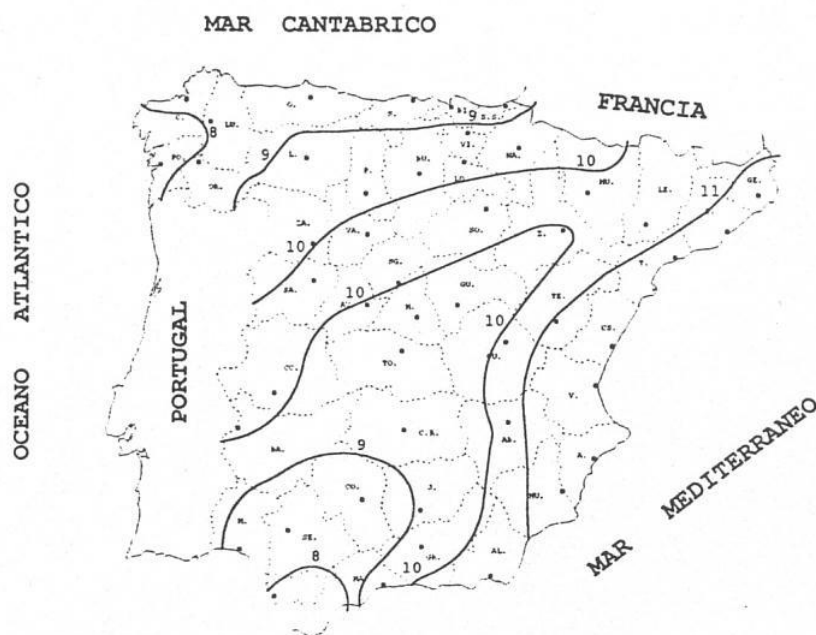 MAR CANTABRICO
FRANCIA
O.
LU.
8
9
S.S.
PO.
OR.
9
L.
P.
BU.
VI.
LO.
NA.
10
HU.
LE.
11
GE.
ZA.
VA.
SO.
Z.
T.
10
SA.
SG.
GU.
10
M.
TE.
10
CS.
CU.
CC.
TO.
V.
OCEANO ATLANTICO
PORTUGAL
BA.
9
C.R.
AB.
A.
CO.
J.
MU.
H.
SE.
8
GR.
10
AL.
MA.
MAR MEDITERRANEO